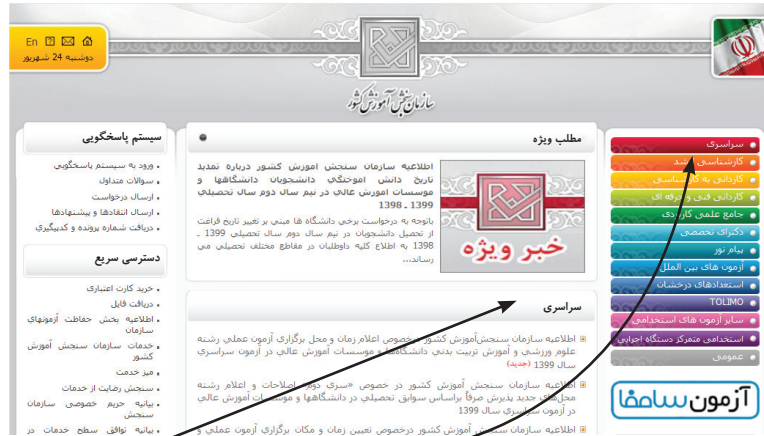 En
دوشنبه 24 شهریور
سازمان سنجش آموزش کشور
سراسری
کارشناسی ارشد
کاردانی به کارشناسی
کاردانی فنی و حرفه ای
جامع علمی کاربردی
دکترای تخصصی
پیام نور
آزمون های بین الملل
استعدادهای درخشان
TOLIMO
سایر آزمون های استخدامی
استخدامی متمرکز دستگاه اجرایی
عمومی
آزمون سامفا
مطلب ویژه
خبر ویژه
اطلاعیه سازمان سنجش اموزش کشور درباره تمدید
تاریخ دانش اموختگی دانشجویان دانشگاهها و
موسسات اموزش عالی در نیم سال دوم سال تحصیلی
1399 ـ 1398
باتوجه به درخواست برخی دانشگاه ها مبنی بر تغییر تاریخ فراغت
از تحصیل دانشجویان در نیم سال دوم سال تحصیلی 1399 ـ
1398 به اطلاع کلیه داوطلبان در مقاطع مختلف تحصیلی می
رساند...
سراسری
اطلاعیه سازمان سنجش‌آموزش کشور درخصوص اعلام زمان و محل برگزاری آزمون عملی رشته
علوم ورزشی و آموزش تربیت بدنی دانشگاهها و موسسات آموزش عالی در آزمون سراسری
سال 1399 (جدید)
اطلاعیه سازمان سنجش آموزش کشور در خصوص «سری دوم» اصلاحات و اعلام رشته
محل‌های جدید پذیرش صرفاً براساس سوابق تحصیلی در دانشگاهها و موسسات آموزش عالی
در آزمون سراسری سال 1399
اطلاعیه سازمان سنجش آموزش کشور درخصوص تعیین زمان و مکان برگزاری آزمون عملی و
سیستم پاسخگویی
ورود به سیستم پاسخگویی
سوالات متداول
ارسال درخواست
ارسال انتقادها و پیشنهادها
دریافت شماره پرونده و کدپیگیری
دسترسی سریع
خرید کارت اعتباری
دریافت فایل
اطلاعیه بخش حفاظت آزمونهای
سازمان
خدمات سازمان سنجش آموزش
کشور
میز خدمت
سنجش رضایت از خدمات
بیانیه حریم خصوصی سازمان
سنجش
بیانیه توافق سطح خدمات در